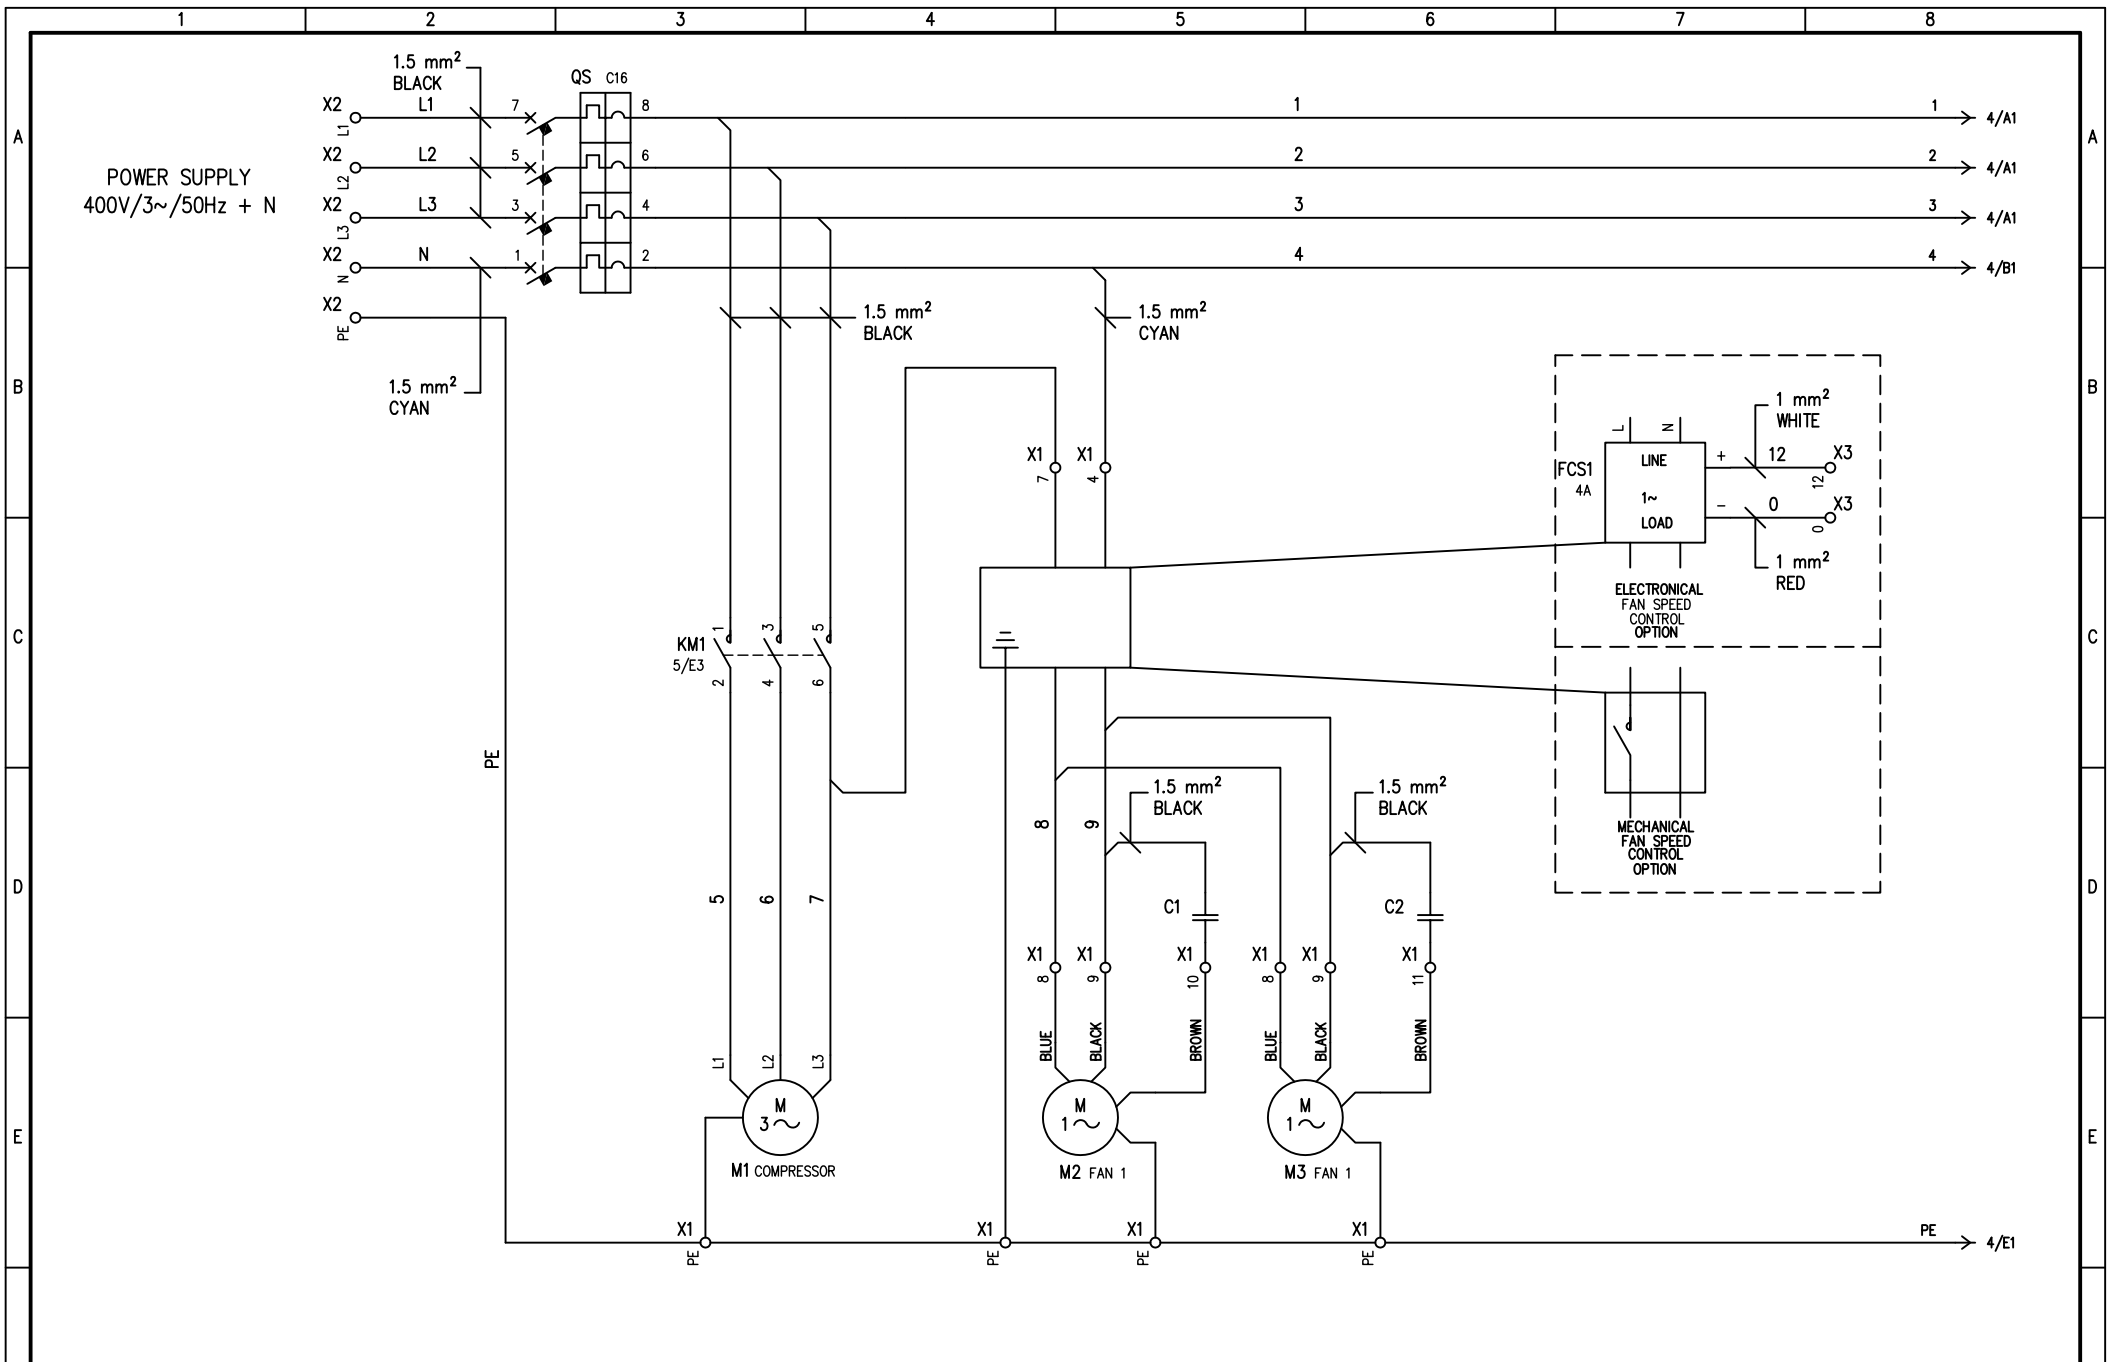 1 2 3 4 5 6 7 8
1.5 mm²
BLACK
QS C16
X2 L1 7 8 1 1 4/A1
L1
A A
X2 L2 5 6 2 2 4/A1
L2
POWER SUPPLY
400V/3~/50Hz + N
X2 L3 3 4 3 3 4/A1
L3
X2 N 1 2 4 4 4/B1
N
X2
PE
1.5 mm²
BLACK
1.5 mm²
CYAN
B B
1.5 mm²
CYAN
1 mm²
WHITE
L N
X1 X1
7 4
FCS1
4A
LINE
1~
LOAD
+ 12 X3
12
- 0 X3
0
1 mm²
RED
ELECTRONICAL
FAN SPEED
CONTROL
OPTION
C C
KM1
5/E3
1 3 5
2 4 6
PE
1.5 mm²
BLACK
1.5 mm²
BLACK
8 9
MECHANICAL
FAN SPEED
CONTROL
OPTION
D D
5 6 7
C1 C2
X1 X1 X1 X1 X1 X1
8 9 10 8 9 11
BLUE BLACK BROWN BLUE BLACK BROWN
L1 L2 L3
M
3~
M
1~
M
1~
E E
M1 COMPRESSOR
M2 FAN 1
M3 FAN 1
X1 X1 X1 X1 PE 4/E1
PE PE PE PE